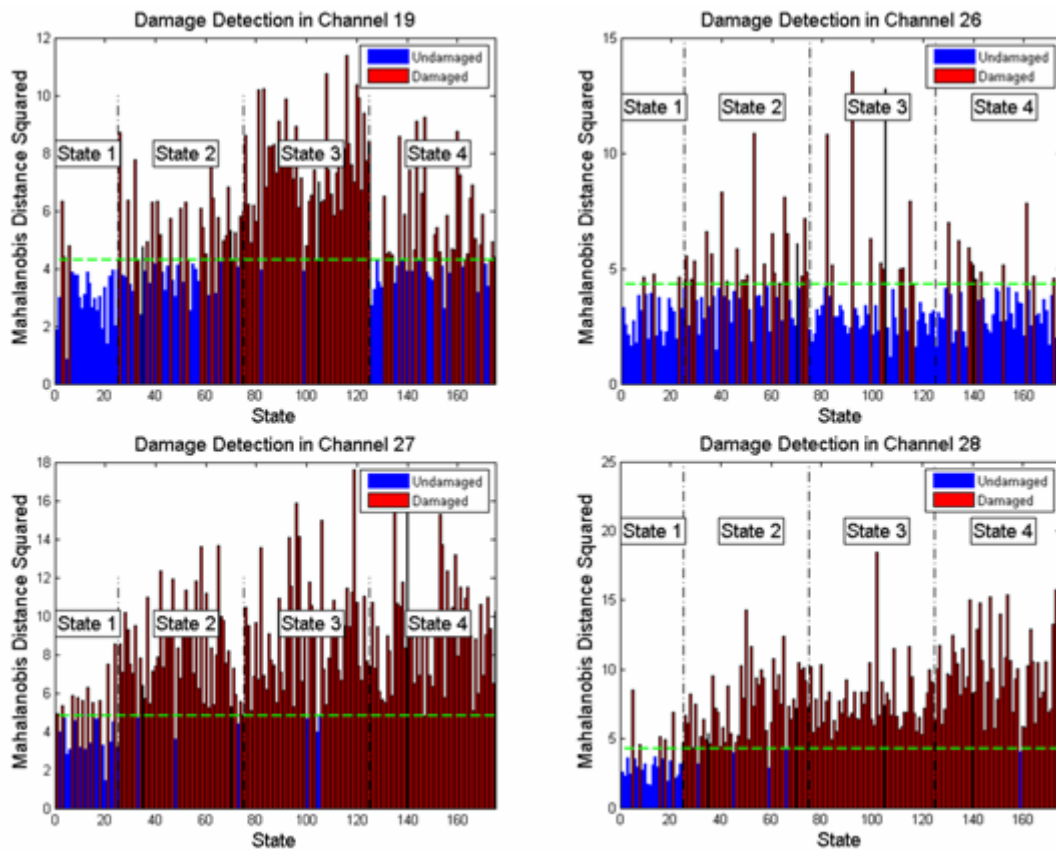 Damage Detection in Channel 19
12
10
8
6
4
2
0
Mahalanobis Distance Squared
Undamaged
Damaged
State 1
State 2
State 3
State 4
0 20 40 60 80 100 120 140 160
State
Damage Detection in Channel 26
15
10
5
0
Mahalanobis Distance Squared
Undamaged
Damaged
State 1
State 2
State 3
State 4
0 20 40 60 80 100 120 140 160
State
Damage Detection in Channel 27
18
16
14
12
10
8
6
4
2
0
Mahalanobis Distance Squared
Undamaged
Damaged
State 1
State 2
State 3
State 4
0 20 40 60 80 100 120 140 160
State
Damage Detection in Channel 28
25
20
15
10
5
0
Mahalanobis Distance Squared
Undamaged
Damaged
State 1
State 2
State 3
State 4
0 20 40 60 80 100 120 140 160
State